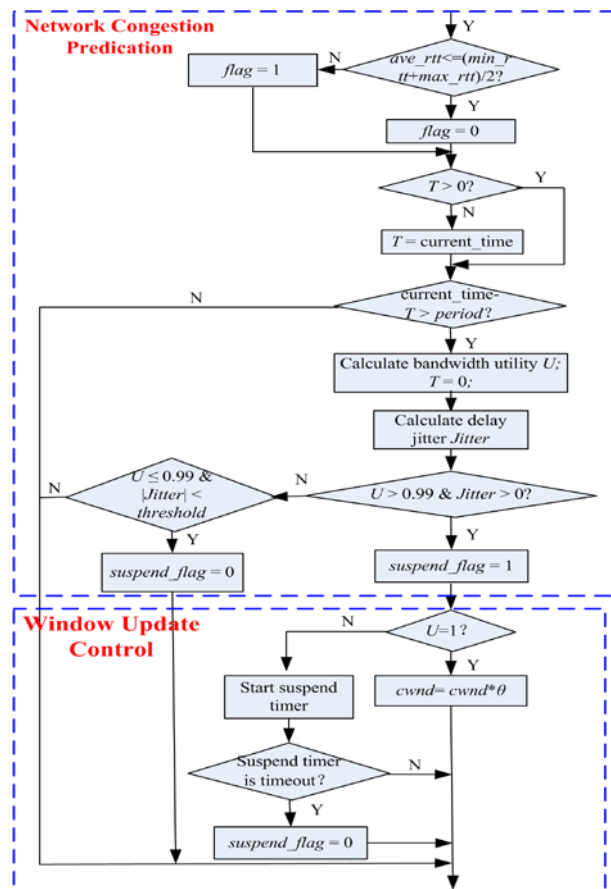 Network Congestion
Predication
Y
ave_rtt<=(min_r
tt+max_rtt)/2?
N
flag = 1
Y
flag = 0
T > 0?
Y
N
T = current_time
N
current_time-
T > period?
Y
Calculate bandwidth utility U;
T = 0;
Calculate delay
jitter Jitter
U > 0.99 & Jitter > 0?
N
U ≤ 0.99 &
|Jitter| <
threshold
N
Y
suspend_flag = 0
Y
suspend_flag = 1
Window Update
Control
U=1?
N
Y
Start suspend
timer
cwnd= cwnd*θ
Suspend timer
is timeout?
N
Y
suspend_flag = 0